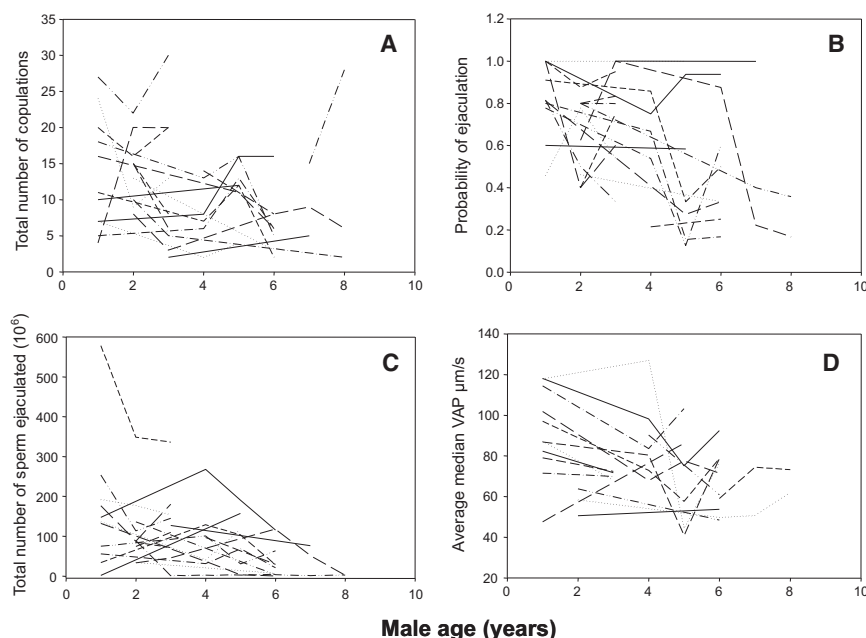 A
Total number of copulations
35
30
25
20
15
10
5
0
0 2 4 6 8 10
B
Probability of ejaculation
1.2
1.0
0.8
0.6
0.4
0.2
0.0
0 2 4 6 8 10
C
Total number of sperm ejaculated (10⁶)
600
500
400
300
200
100
0
0 2 4 6 8 10
D
Average median VAP µm/s
140
120
100
80
60
40
20
0 2 4 6 8 10
Male age (years)